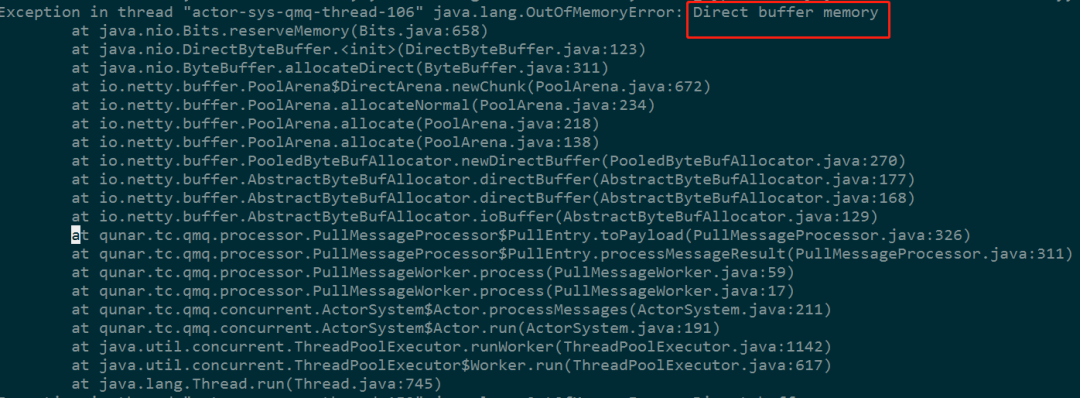 Exception in thread "actor-sys-qmq-thread-106" java.lang.OutOfMemoryError: Direct buffer memory
at java.nio.Bits.reserveMemory(Bits.java:658)
at java.nio.DirectByteBuffer.<init>(DirectByteBuffer.java:123)
at java.nio.ByteBuffer.allocateDirect(ByteBuffer.java:311)
at io.netty.buffer.PoolArena$DirectArena.newChunk(PoolArena.java:672)
at io.netty.buffer.PoolArena.allocateNormal(PoolArena.java:234)
at io.netty.buffer.PoolArena.allocate(PoolArena.java:218)
at io.netty.buffer.PoolArena.allocate(PoolArena.java:138)
at io.netty.buffer.PooledByteBufAllocator.newDirectBuffer(PooledByteBufAllocator.java:270)
at io.netty.buffer.AbstractByteBufAllocator.directBuffer(AbstractByteBufAllocator.java:177)
at io.netty.buffer.AbstractByteBufAllocator.directBuffer(AbstractByteBufAllocator.java:168)
at io.netty.buffer.AbstractByteBufAllocator.ioBuffer(AbstractByteBufAllocator.java:129)
at qunar.tc.qmq.processor.PullMessageProcessor$PullEntry.toPayload(PullMessageProcessor.java:326)
at qunar.tc.qmq.processor.PullMessageProcessor$PullEntry.processMessageResult(PullMessageProcessor.java:311)
at qunar.tc.qmq.processor.PullMessageWorker.process(PullMessageWorker.java:59)
at qunar.tc.qmq.processor.PullMessageWorker.process(PullMessageWorker.java:17)
at qunar.tc.qmq.concurrent.ActorSystem$Actor.processMessages(ActorSystem.java:211)
at qunar.tc.qmq.concurrent.ActorSystem$Actor.run(ActorSystem.java:191)
at java.util.concurrent.ThreadPoolExecutor.runWorker(ThreadPoolExecutor.java:1142)
at java.util.concurrent.ThreadPoolExecutor$Worker.run(ThreadPoolExecutor.java:617)
at java.lang.Thread.run(Thread.java:745)